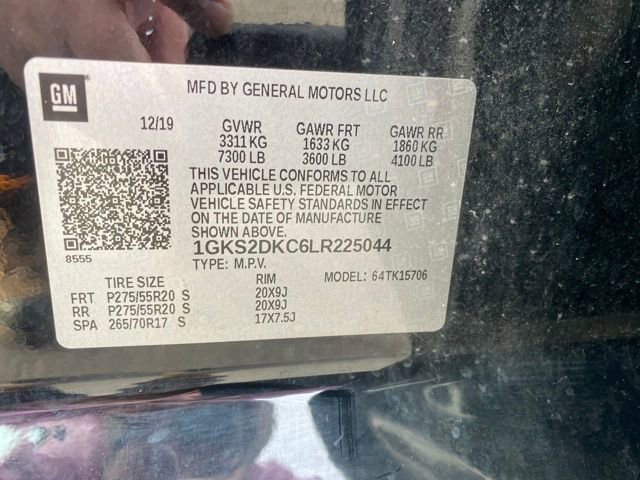 GM
MFD BY GENERAL MOTORS LLC
12/19 GVWR GAWR FRT GAWR RR
3311 KG 1633 KG 1860 KG
7300 LB 3600 LB 4100 LB
THIS VEHICLE CONFORMS TO ALL
APPLICABLE U.S. FEDERAL MOTOR
VEHICLE SAFETY STANDARDS IN EFFECT
ON THE DATE OF MANUFACTURE
SHOWN ABOVE.
8555 1GKS2DKC6LR225044
TYPE: M.P.V. MODEL: 64TK15706
TIRE SIZE RIM
FRT P275/55R20 S 20X9J
RR P275/55R20 S 20X9J
SPA 265/70R17 S 17X7.5J